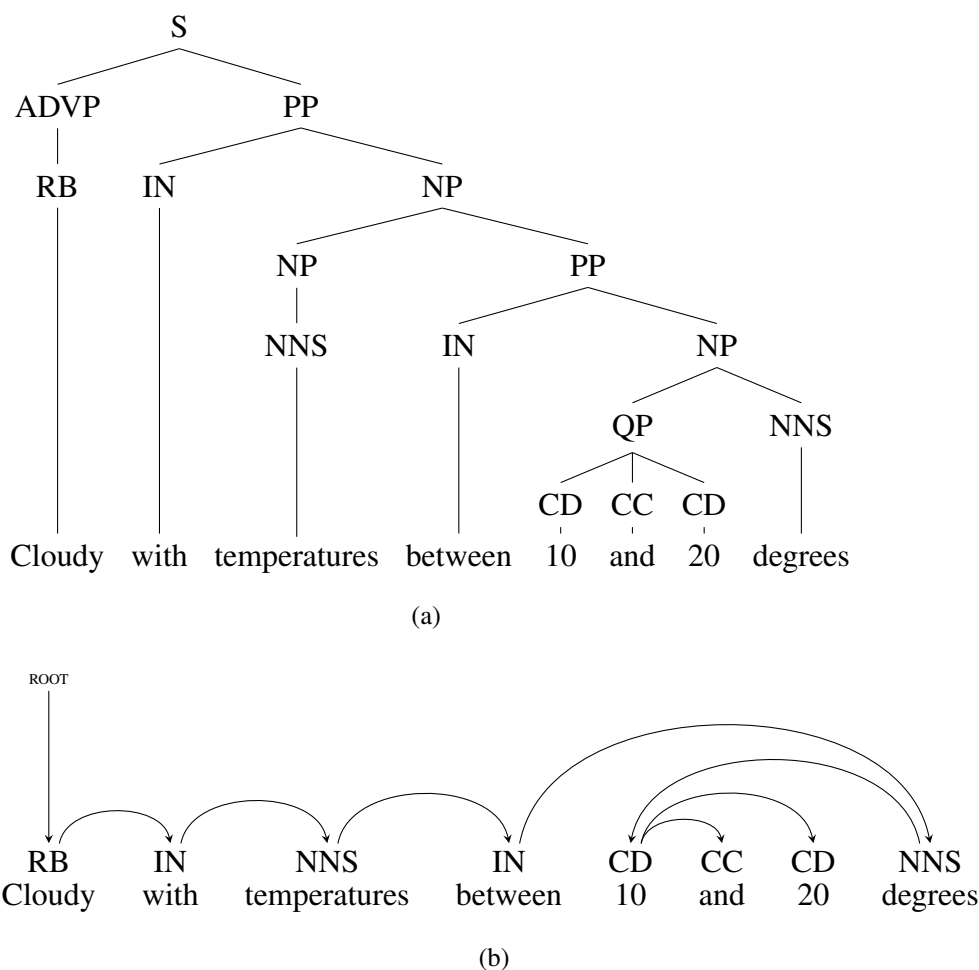 S
ADVP PP
RB IN NP
NP PP
NNS IN NP
QP NNS
CD CC CD
Cloudy with temperatures between 10 and 20 degrees
(a)
ROOT
RB IN NNS IN CD CC CD NNS
Cloudy with temperatures between 10 and 20 degrees
(b)